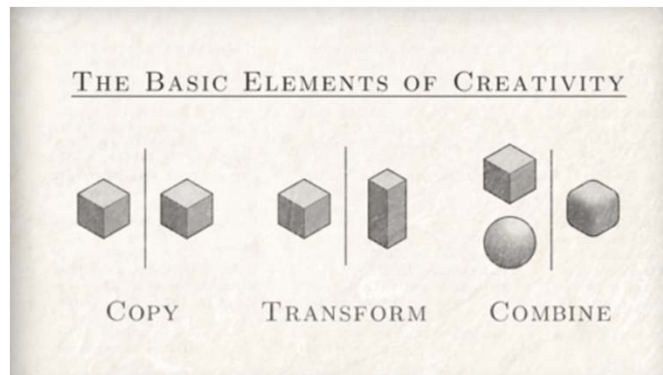 The Basic Elements of Creativity
Copy
Transform
Combine